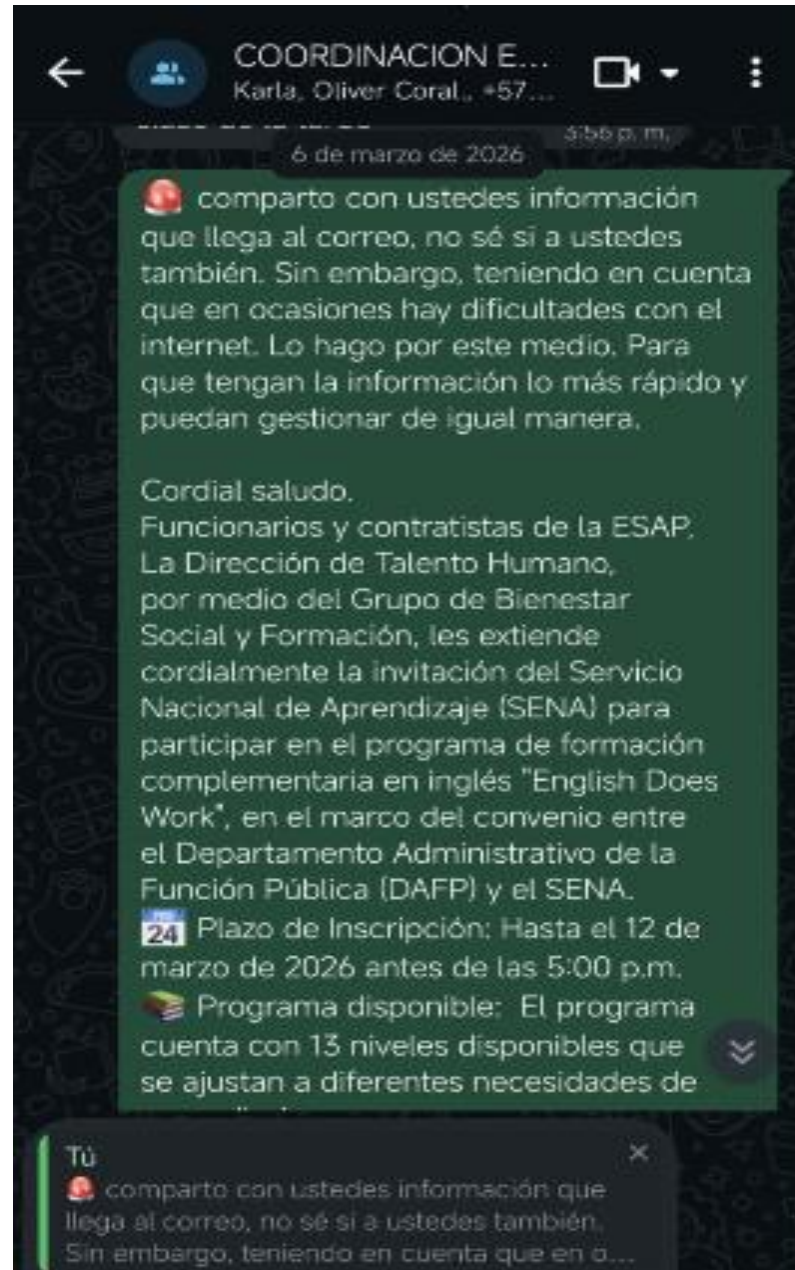 COORDINACION E...
Karla, Oliver Coral., +57...
3:56 p. m.
6 de marzo de 2026
🚨 comparto con ustedes información
que llega al correo, no sé si a ustedes
también. Sin embargo, teniendo en cuenta
que en ocasiones hay dificultades con el
internet. Lo hago por este medio. Para
que tengan la información lo más rápido y
puedan gestionar de igual manera.
Cordial saludo.
Funcionarios y contratistas de la ESAP.
La Dirección de Talento Humano,
por medio del Grupo de Bienestar
Social y Formación, les extiende
cordialmente la invitación del Servicio
Nacional de Aprendizaje (SENA) para
participar en el programa de formación
complementaria en inglés "English Does
Work", en el marco del convenio entre
el Departamento Administrativo de la
Función Pública (DAFP) y el SENA.
24 Plazo de Inscripción: Hasta el 12 de
marzo de 2026 antes de las 5:00 p.m.
📚 Programa disponible: El programa
cuenta con 13 niveles disponibles que
se ajustan a diferentes necesidades de
Tú
🚨 comparto con ustedes información que
llega al correo, no sé si a ustedes también.
Sin embargo, teniendo en cuenta que en o...